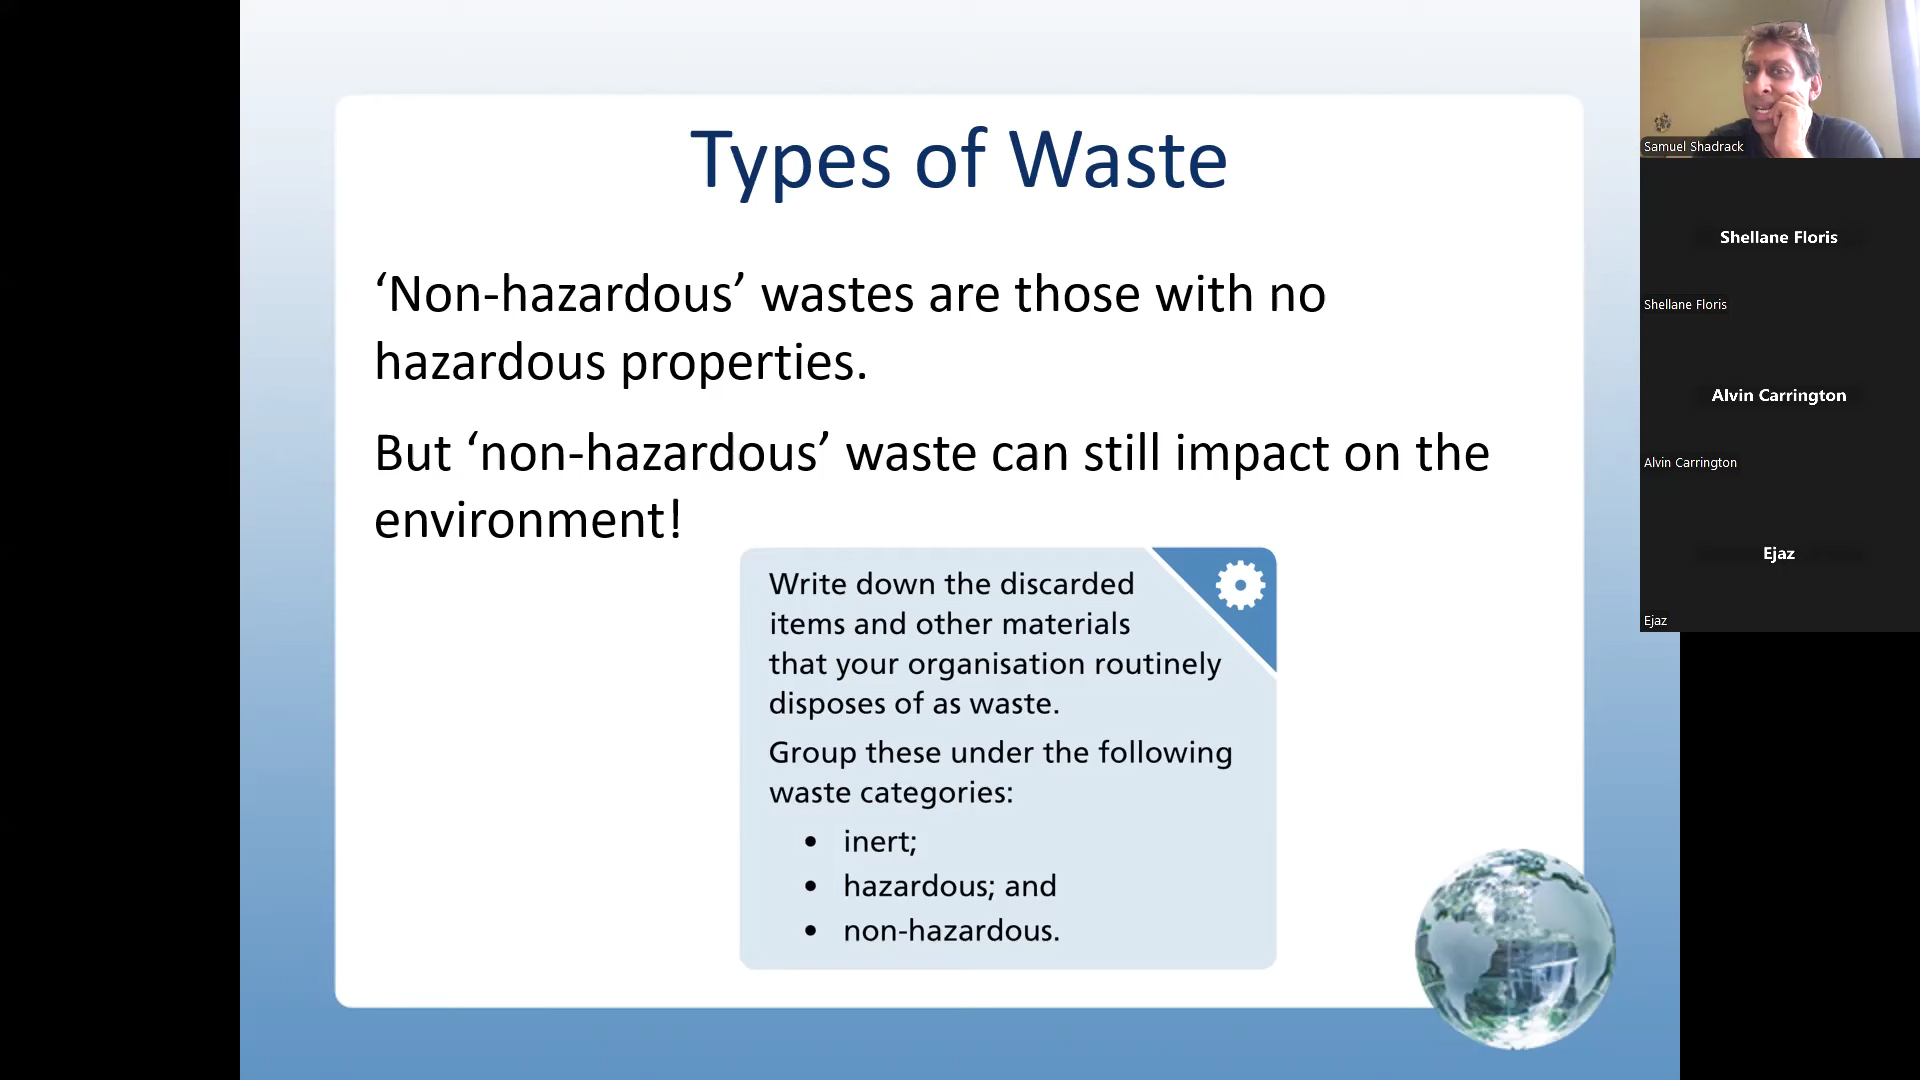 Types of Waste
‘Non-hazardous’ wastes are those with no
hazardous properties.
But ‘non-hazardous’ waste can still impact on the
environment!
Write down the discarded
items and other materials
that your organisation routinely
disposes of as waste.
Group these under the following
waste categories:
• inert;
• hazardous; and
• non-hazardous.
Samuel Shadrack
Shellane Floris
Shellane Floris
Alvin Carrington
Alvin Carrington
Ejaz
Ejaz